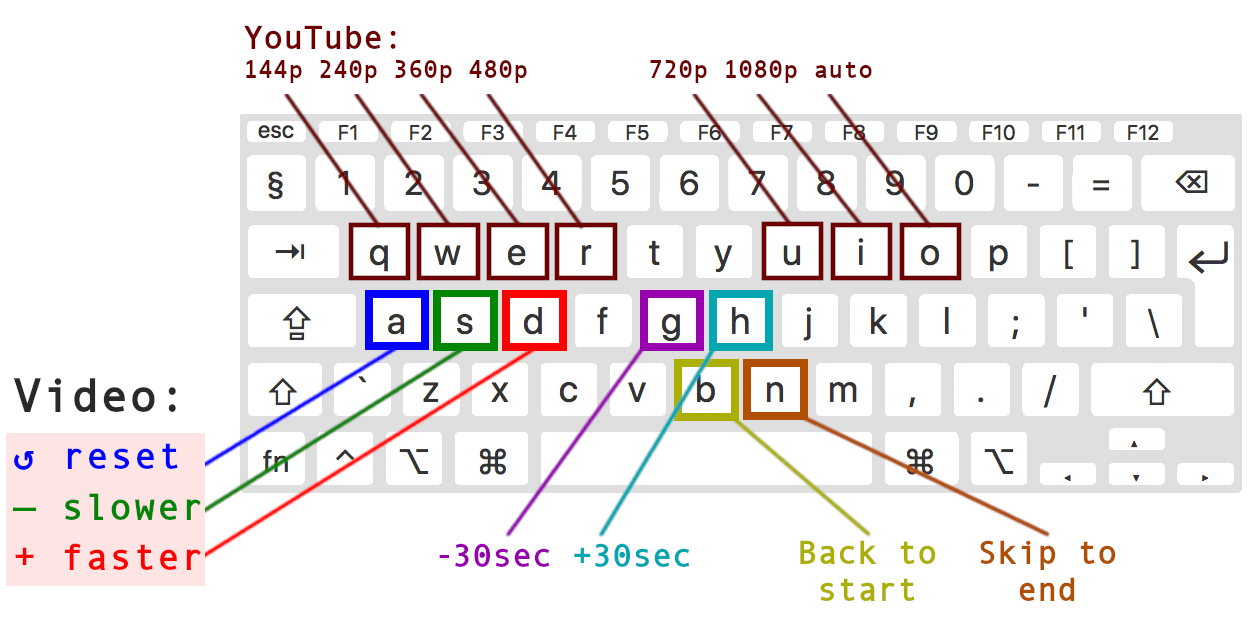 YouTube:
144p 240p 360p 480p 720p 1080p auto
esc F1 F2 F3 F4 F5 F6 F7 F8 F9 F10 F11 F12
§ 1 2 3 4 5 6 7 8 9 0 - = ⌫
⇥ q w e r t y u i o p [ ] ↵
⇪ a s d f g h j k l ; ' \
⇧ ` z x c v b n m , . / ⇧
fn ^ ⌥ ⌘ ⌘ ⌥ ◂ ▴ ▾ ▸
Video:
↺ reset
− slower
+ faster
-30sec +30sec
Back to
start
Skip to
end